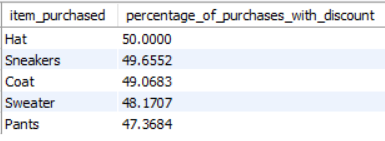 item_purchased percentage_of_purchases_with_discount
Hat 50.0000
Sneakers 49.6552
Coat 49.0683
Sweater 48.1707
Pants 47.3684